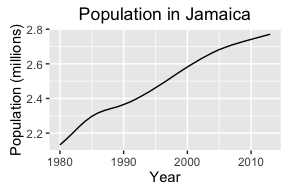 Population in Jamaica
Population (millions)
2.8
2.6
2.4
2.2
1980
1990
2000
2010
Year